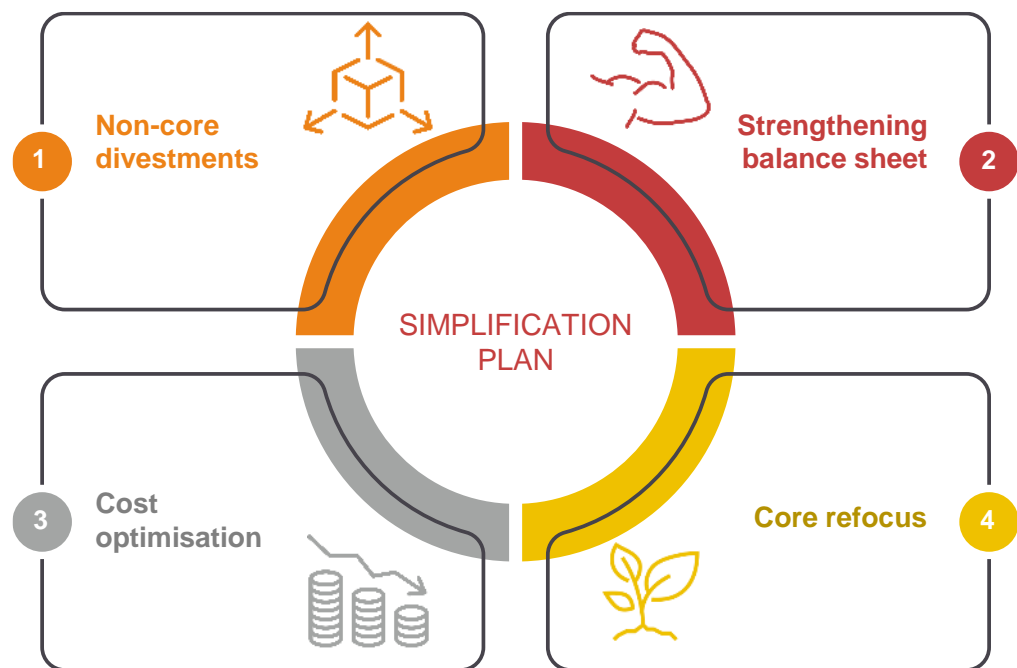 1
Non-core
divestments
Strengthening
balance sheet
2
SIMPLIFICATION
PLAN
3
Cost
optimisation
Core refocus
4